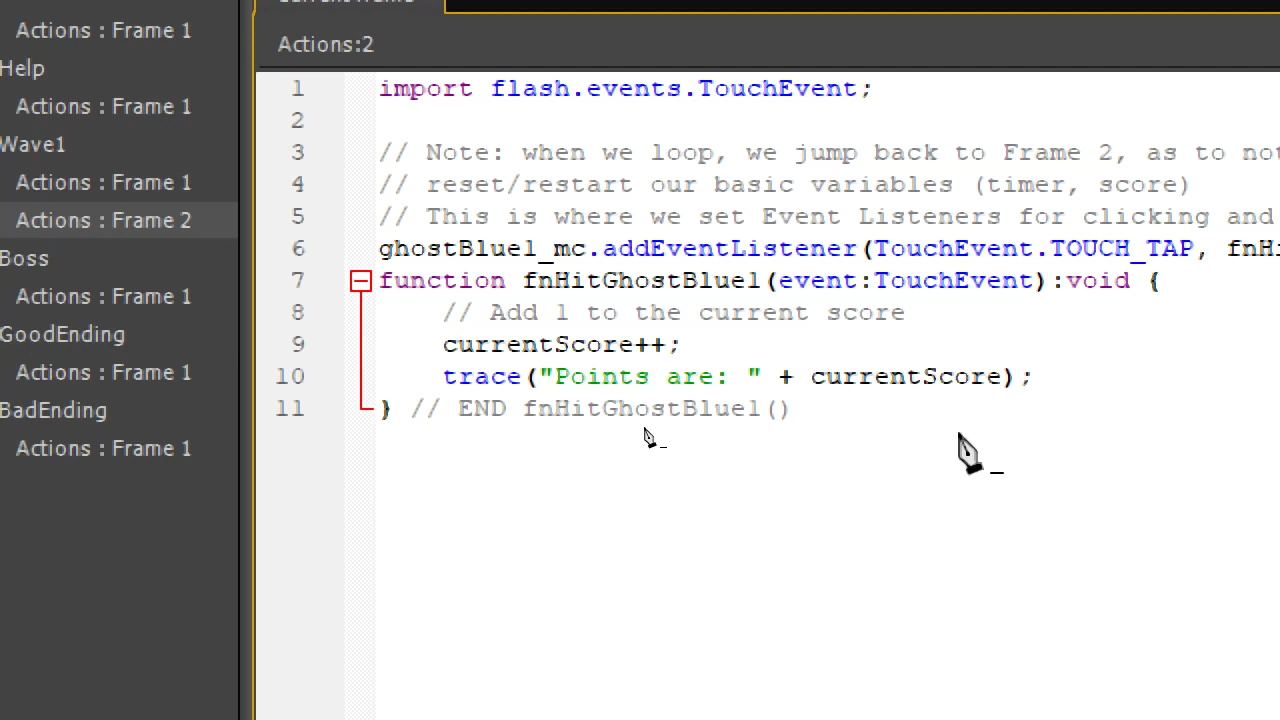 Actions : Frame 1
Help
Actions : Frame 1
Wave1
Actions : Frame 1
Actions : Frame 2
Boss
Actions : Frame 1
GoodEnding
Actions : Frame 1
BadEnding
Actions : Frame 1
Actions:2
1 import flash.events.TouchEvent;
2
3 // Note: when we loop, we jump back to Frame 2, as to not
4 // reset/restart our basic variables (timer, score)
5 // This is where we set Event Listeners for clicking and
6 ghostBlue1_mc.addEventListener(TouchEvent.TOUCH_TAP, fnHi
7 function fnHitGhostBlue1(event:TouchEvent):void {
8 // Add 1 to the current score
9 currentScore++;
10 trace("Points are: " + currentScore);
11 } // END fnHitGhostBlue1()